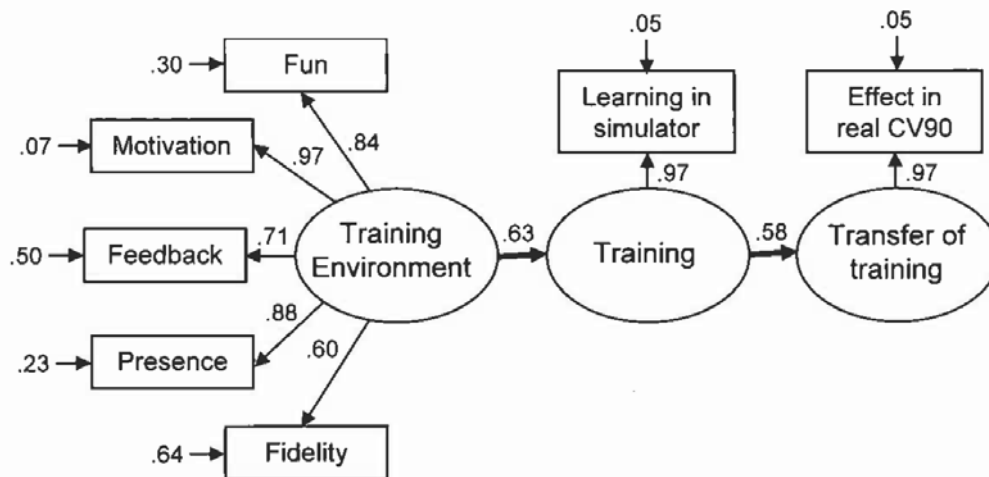 .05
.05
.30
Fun
Learning in
simulator
Effect in
real CV90
.07
Motivation
.97
.84
.97
.97
.50
Feedback
.71
Training
Environment
.63
Training
.58
Transfer of
training
.23
Presence
.88
.60
.64
Fidelity